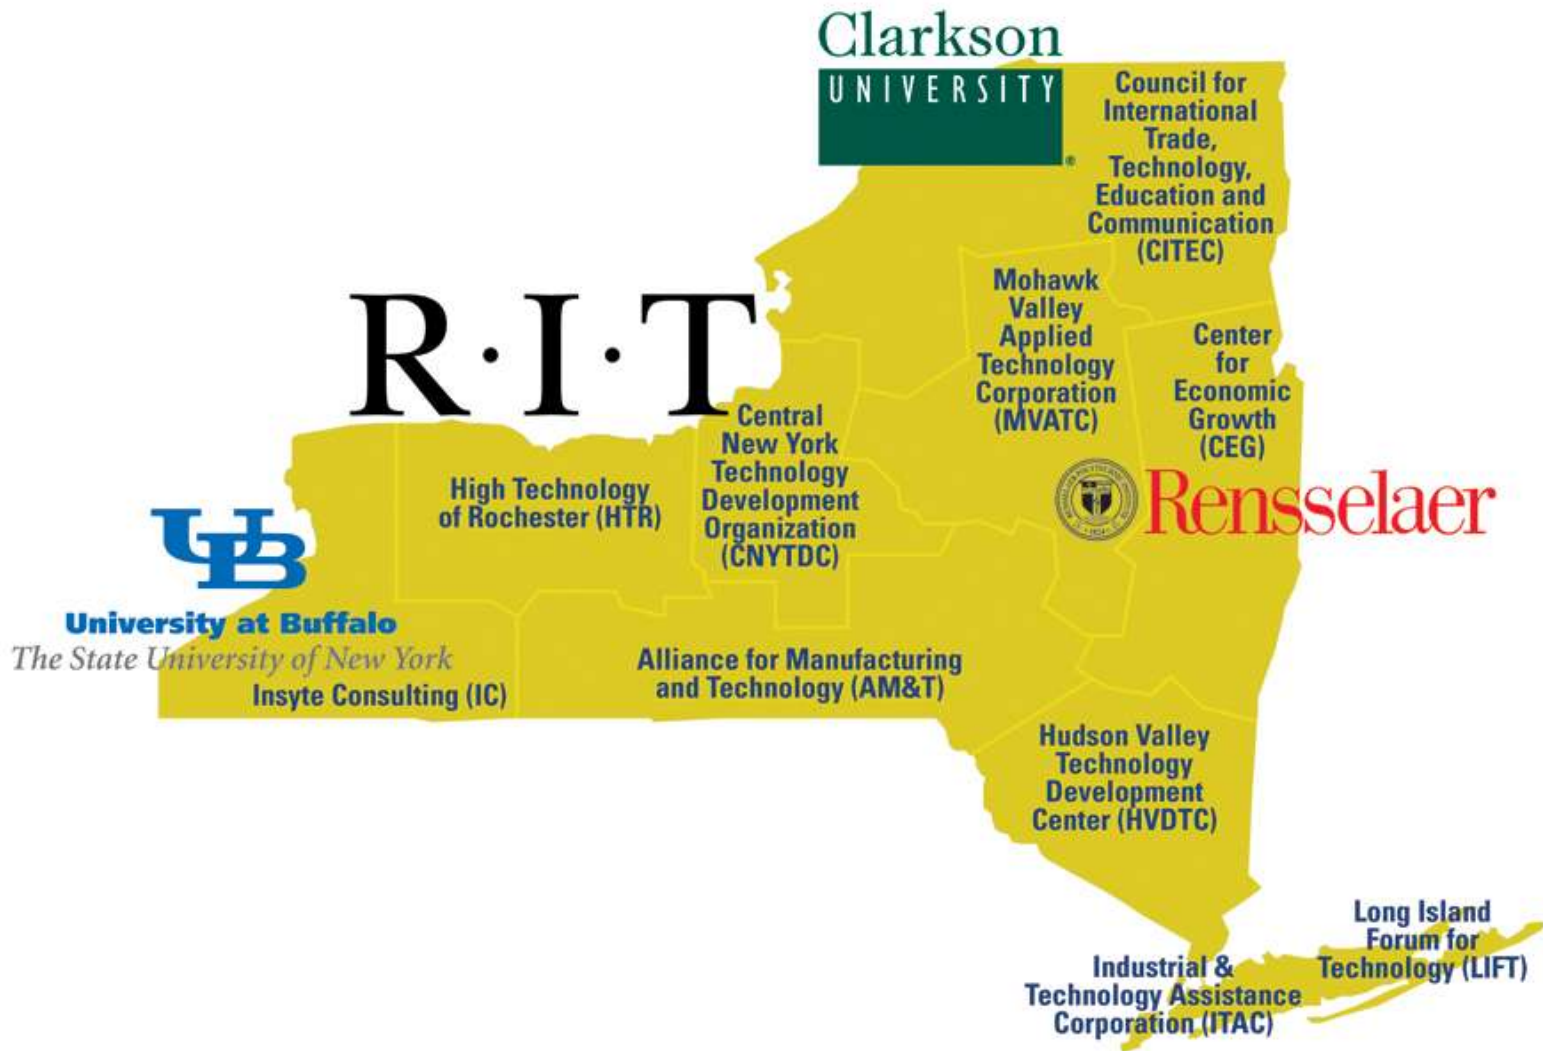 Clarkson
UNIVERSITY
®
Council for
International
Trade,
Technology,
Education and
Communication
(CITEC)
Mohawk
Valley
Applied
Technology
Corporation
(MVATC)
Center
for
Economic
Growth
(CEG)
R·I·T
Central
New York
Technology
Development
Organization
(CNYTDC)
High Technology
of Rochester (HTR)
Rensselaer
UB
University at Buffalo
The State University of New York
Insyte Consulting (IC)
Alliance for Manufacturing
and Technology (AM&T)
Hudson Valley
Technology
Development
Center (HVDTC)
Long Island
Forum for
Technology (LIFT)
Industrial &
Technology Assistance
Corporation (ITAC)